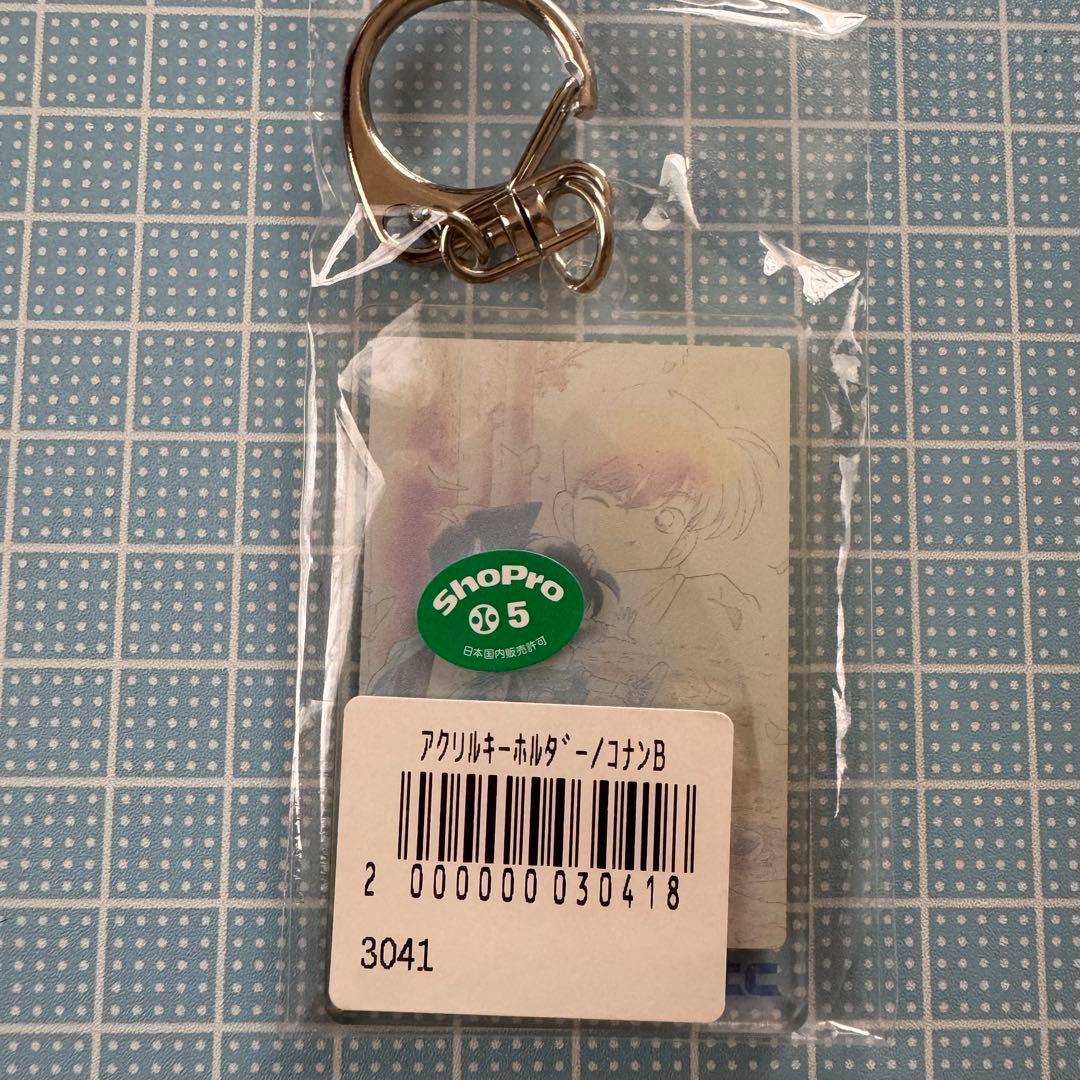 ShoPro
5
日本国内販売許可
ｱｸﾘﾙｷｰﾎﾙﾀﾞｰ/ｺﾅﾝB
2 000000 030418
3041